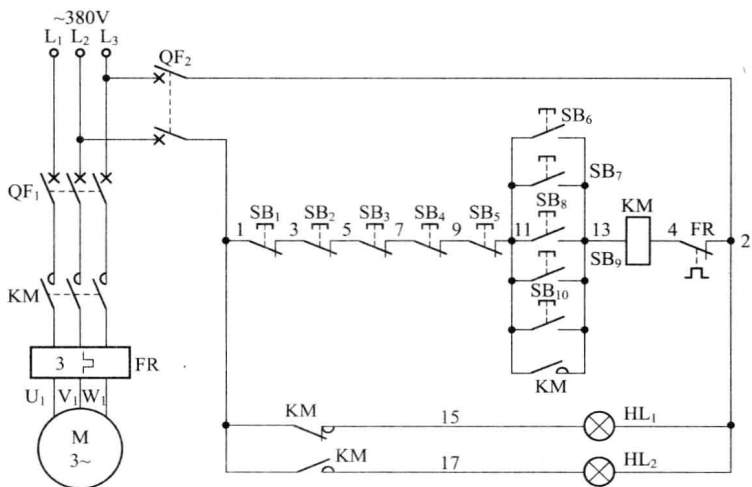 ~380V
L₁ L₂ L₃
QF₂
SB₆
SB₇
QF₁
SB₁ SB₂ SB₃ SB₄ SB₅
SB₈
KM
FR
1 3 5 7 9 11 13 4 2
SB₉
KM
SB₁₀
3
FR
KM
U₁ V₁ W₁
M
3~
KM
15
HL₁
KM
17
HL₂